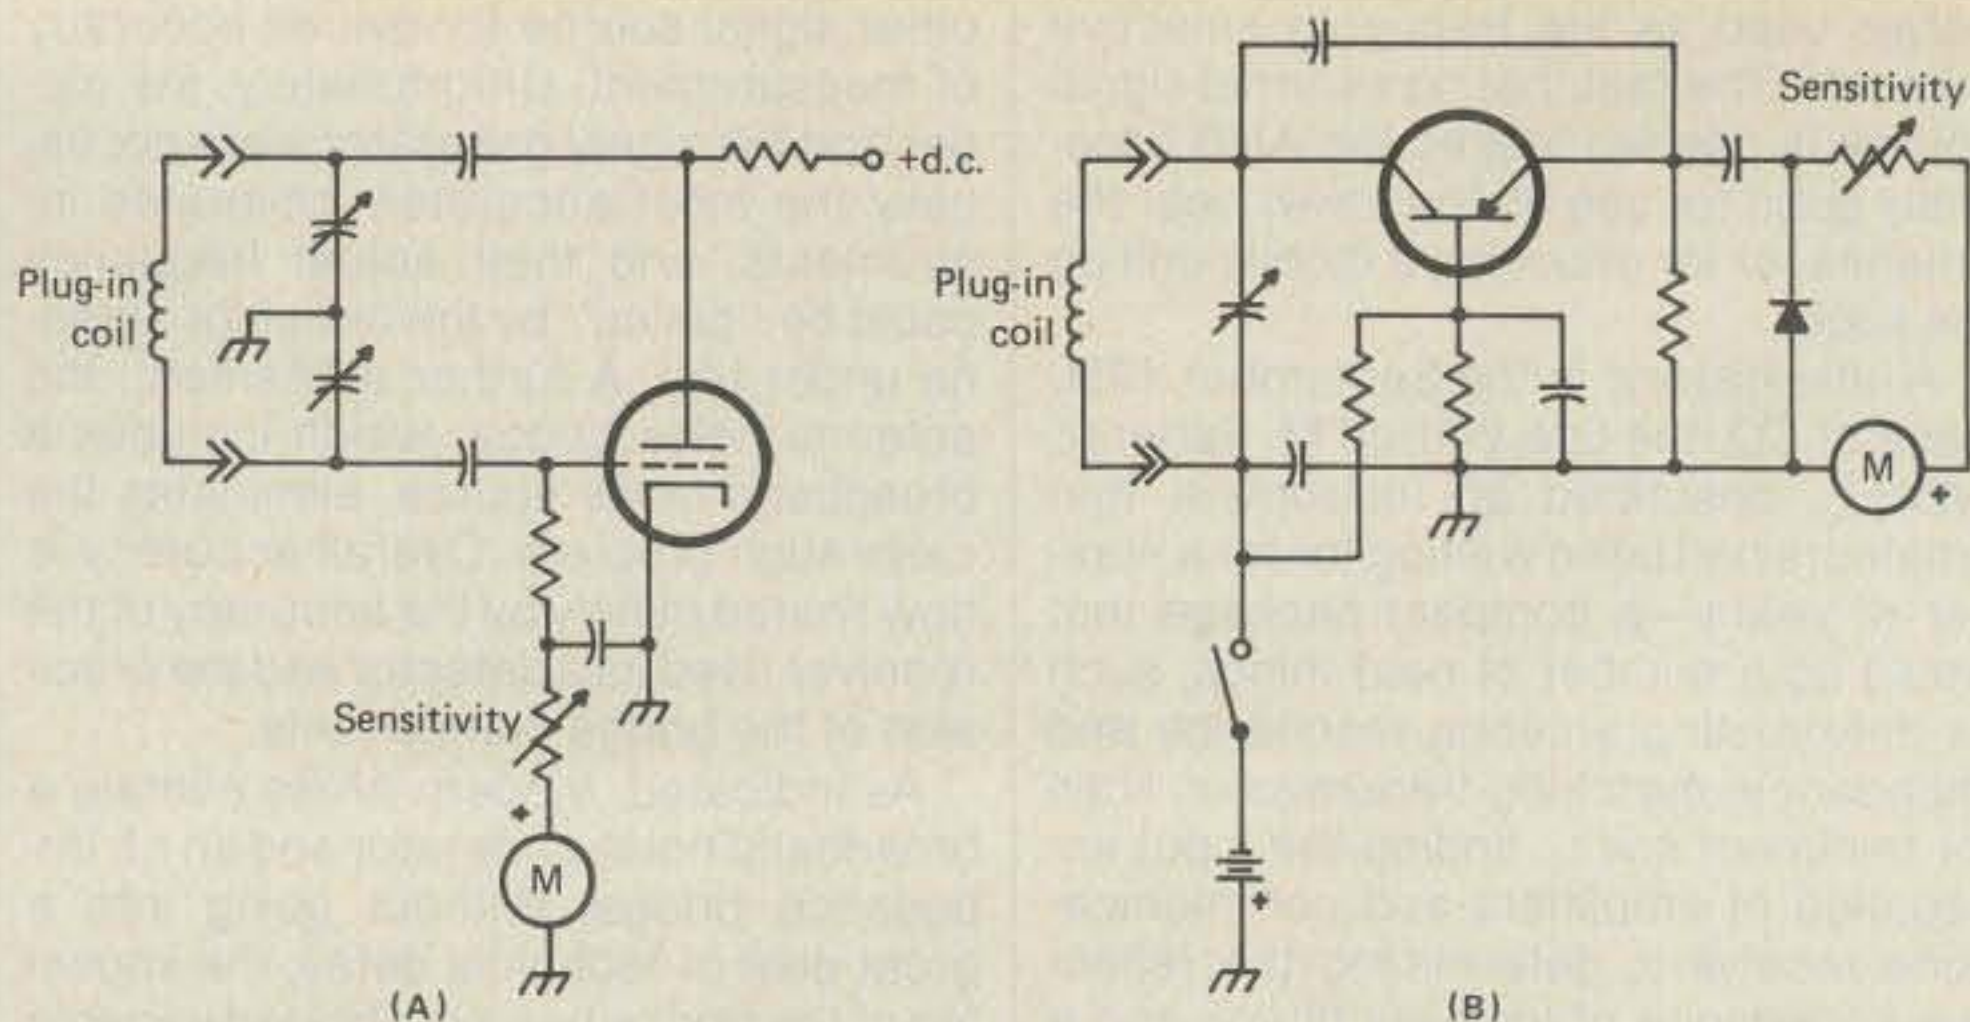 Plug-in
coil
+d.c.
Sensitivity
+
M
(A)
Plug-in
coil
Sensitivity
M
+
+
(B)